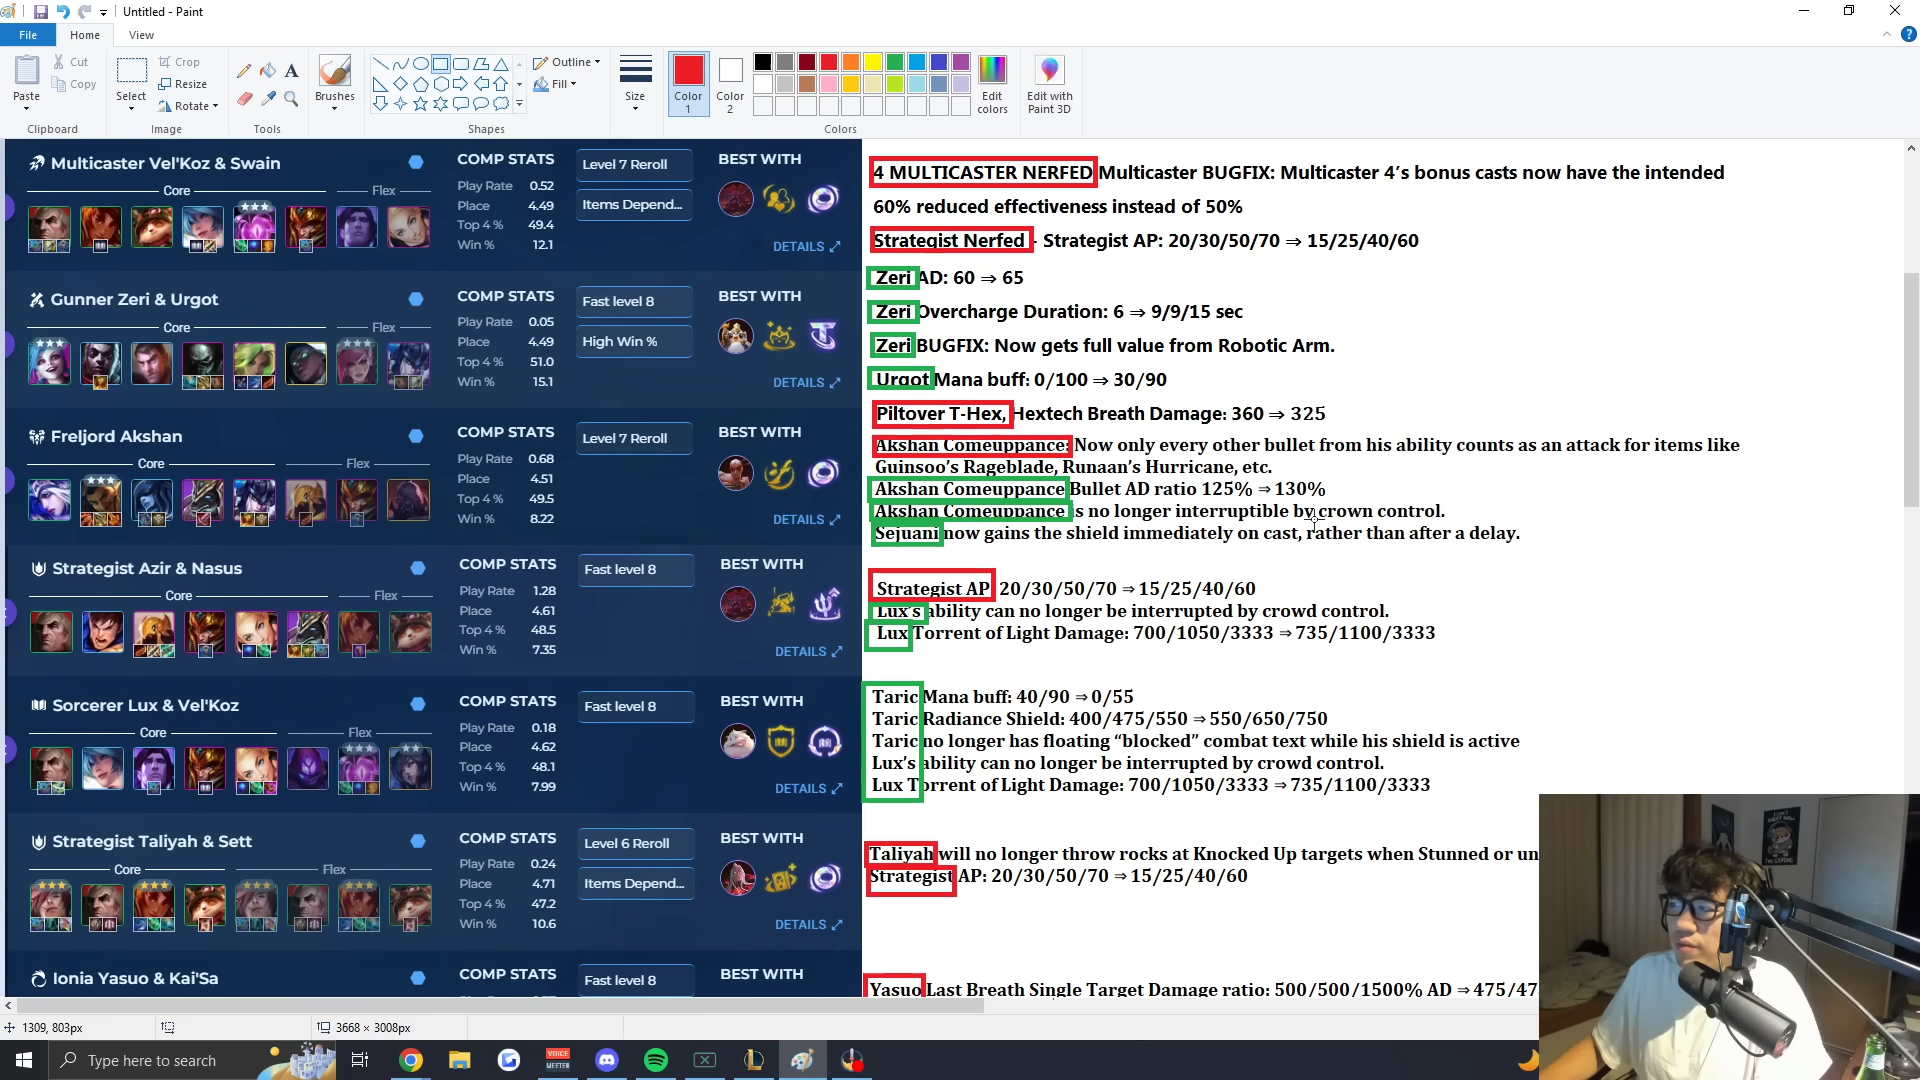 Untitled - Paint
File
Home
View
Paste
Cut
Copy
Clipboard
Select
Crop
Resize
Rotate
Image
A
Tools
Brushes
Shapes
Outline
Fill
Size
Color
1
Color
2
Edit
colors
Edit with
Paint 3D
Colors
Multicaster Vel'Koz & Swain
Core
Flex
COMP STATS
Play Rate 0.52
Place 4.49
Top 4 % 49.4
Win % 12.1
Level 7 Reroll
Items Depend...
BEST WITH
DETAILS
Gunner Zeri & Urgot
Core
Flex
COMP STATS
Play Rate 0.05
Place 4.49
Top 4 % 51.0
Win % 15.1
Fast level 8
High Win %
BEST WITH
DETAILS
Freljord Akshan
Core
Flex
COMP STATS
Play Rate 0.68
Place 4.51
Top 4 % 49.5
Win % 8.22
Level 7 Reroll
BEST WITH
DETAILS
Strategist Azir & Nasus
Core
Flex
COMP STATS
Play Rate 1.28
Place 4.61
Top 4 % 48.5
Win % 7.35
Fast level 8
BEST WITH
DETAILS
Sorcerer Lux & Vel'Koz
Core
Flex
COMP STATS
Play Rate 0.18
Place 4.62
Top 4 % 48.1
Win % 7.99
Fast level 8
BEST WITH
DETAILS
Strategist Taliyah & Sett
Core
Flex
COMP STATS
Play Rate 0.24
Place 4.71
Top 4 % 47.2
Win % 10.6
Level 6 Reroll
Items Depend...
BEST WITH
DETAILS
Ionia Yasuo & Kai'Sa
COMP STATS
Fast level 8
BEST WITH
4 MULTICASTER NERFED Multicaster BUGFIX: Multicaster 4’s bonus casts now have the intended
60% reduced effectiveness instead of 50%
Strategist Nerfed - Strategist AP: 20/30/50/70 ⇒ 15/25/40/60
Zeri AD: 60 ⇒ 65
Zeri Overcharge Duration: 6 ⇒ 9/9/15 sec
Zeri BUGFIX: Now gets full value from Robotic Arm.
Urgot Mana buff: 0/100 ⇒ 30/90
Piltover T-Hex, Hextech Breath Damage: 360 ⇒ 325
Akshan Comeuppance: Now only every other bullet from his ability counts as an attack for items like
Guinsoo’s Rageblade, Runaan’s Hurricane, etc.
Akshan Comeuppance Bullet AD ratio 125% ⇒ 130%
Akshan Comeuppance is no longer interruptible by crown control.
Sejuani now gains the shield immediately on cast, rather than after a delay.
Strategist AP 20/30/50/70 ⇒ 15/25/40/60
Lux’s ability can no longer be interrupted by crowd control.
Lux Torrent of Light Damage: 700/1050/3333 ⇒ 735/1100/3333
Taric Mana buff: 40/90 ⇒ 0/55
Taric Radiance Shield: 400/475/550 ⇒ 550/650/750
Taric no longer has floating “blocked” combat text while his shield is active
Lux’s ability can no longer be interrupted by crowd control.
Lux Torrent of Light Damage: 700/1050/3333 ⇒ 735/1100/3333
Taliyah will no longer throw rocks at Knocked Up targets when Stunned or un
Strategist AP: 20/30/50/70 ⇒ 15/25/40/60
Yasuo Last Breath Single Target Damage ratio: 500/500/1500% AD ⇒ 475/47
1309, 803px
3668 × 3008px
Type here to search
VOICE
MEETER